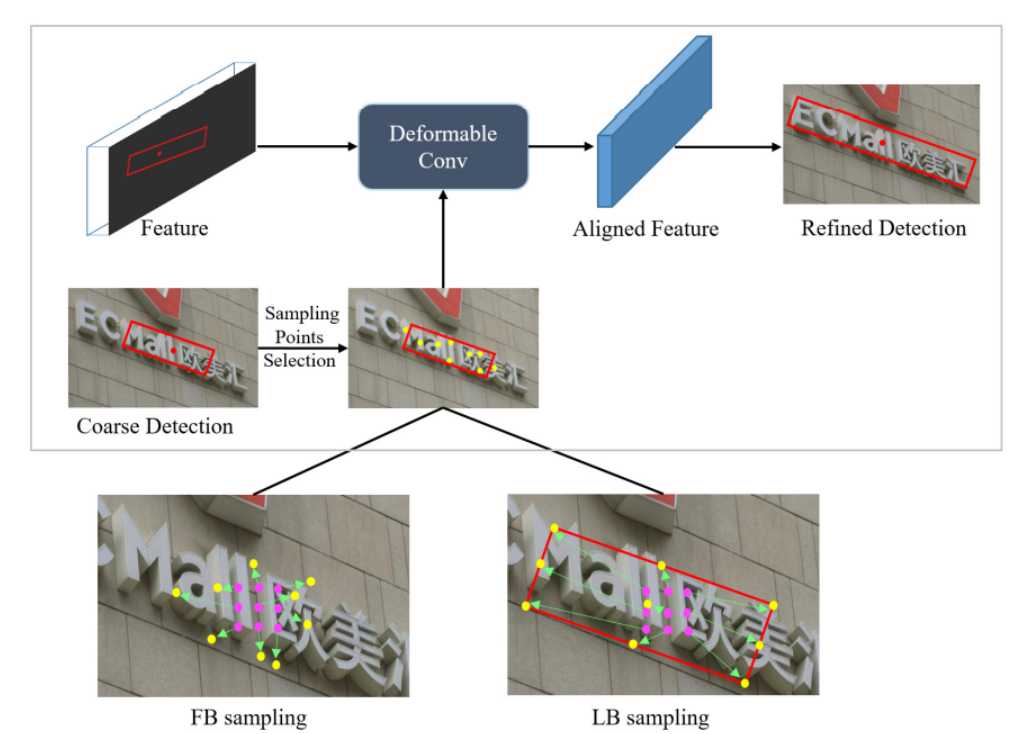 Deformable
Conv
ECMall欧美汇
Feature
Aligned Feature
Refined Detection
ECMall欧美汇
Sampling
Points
Selection
ECMall欧美汇
Coarse Detection
CMall欧美汇
Mall欧美汇
FB sampling
LB sampling